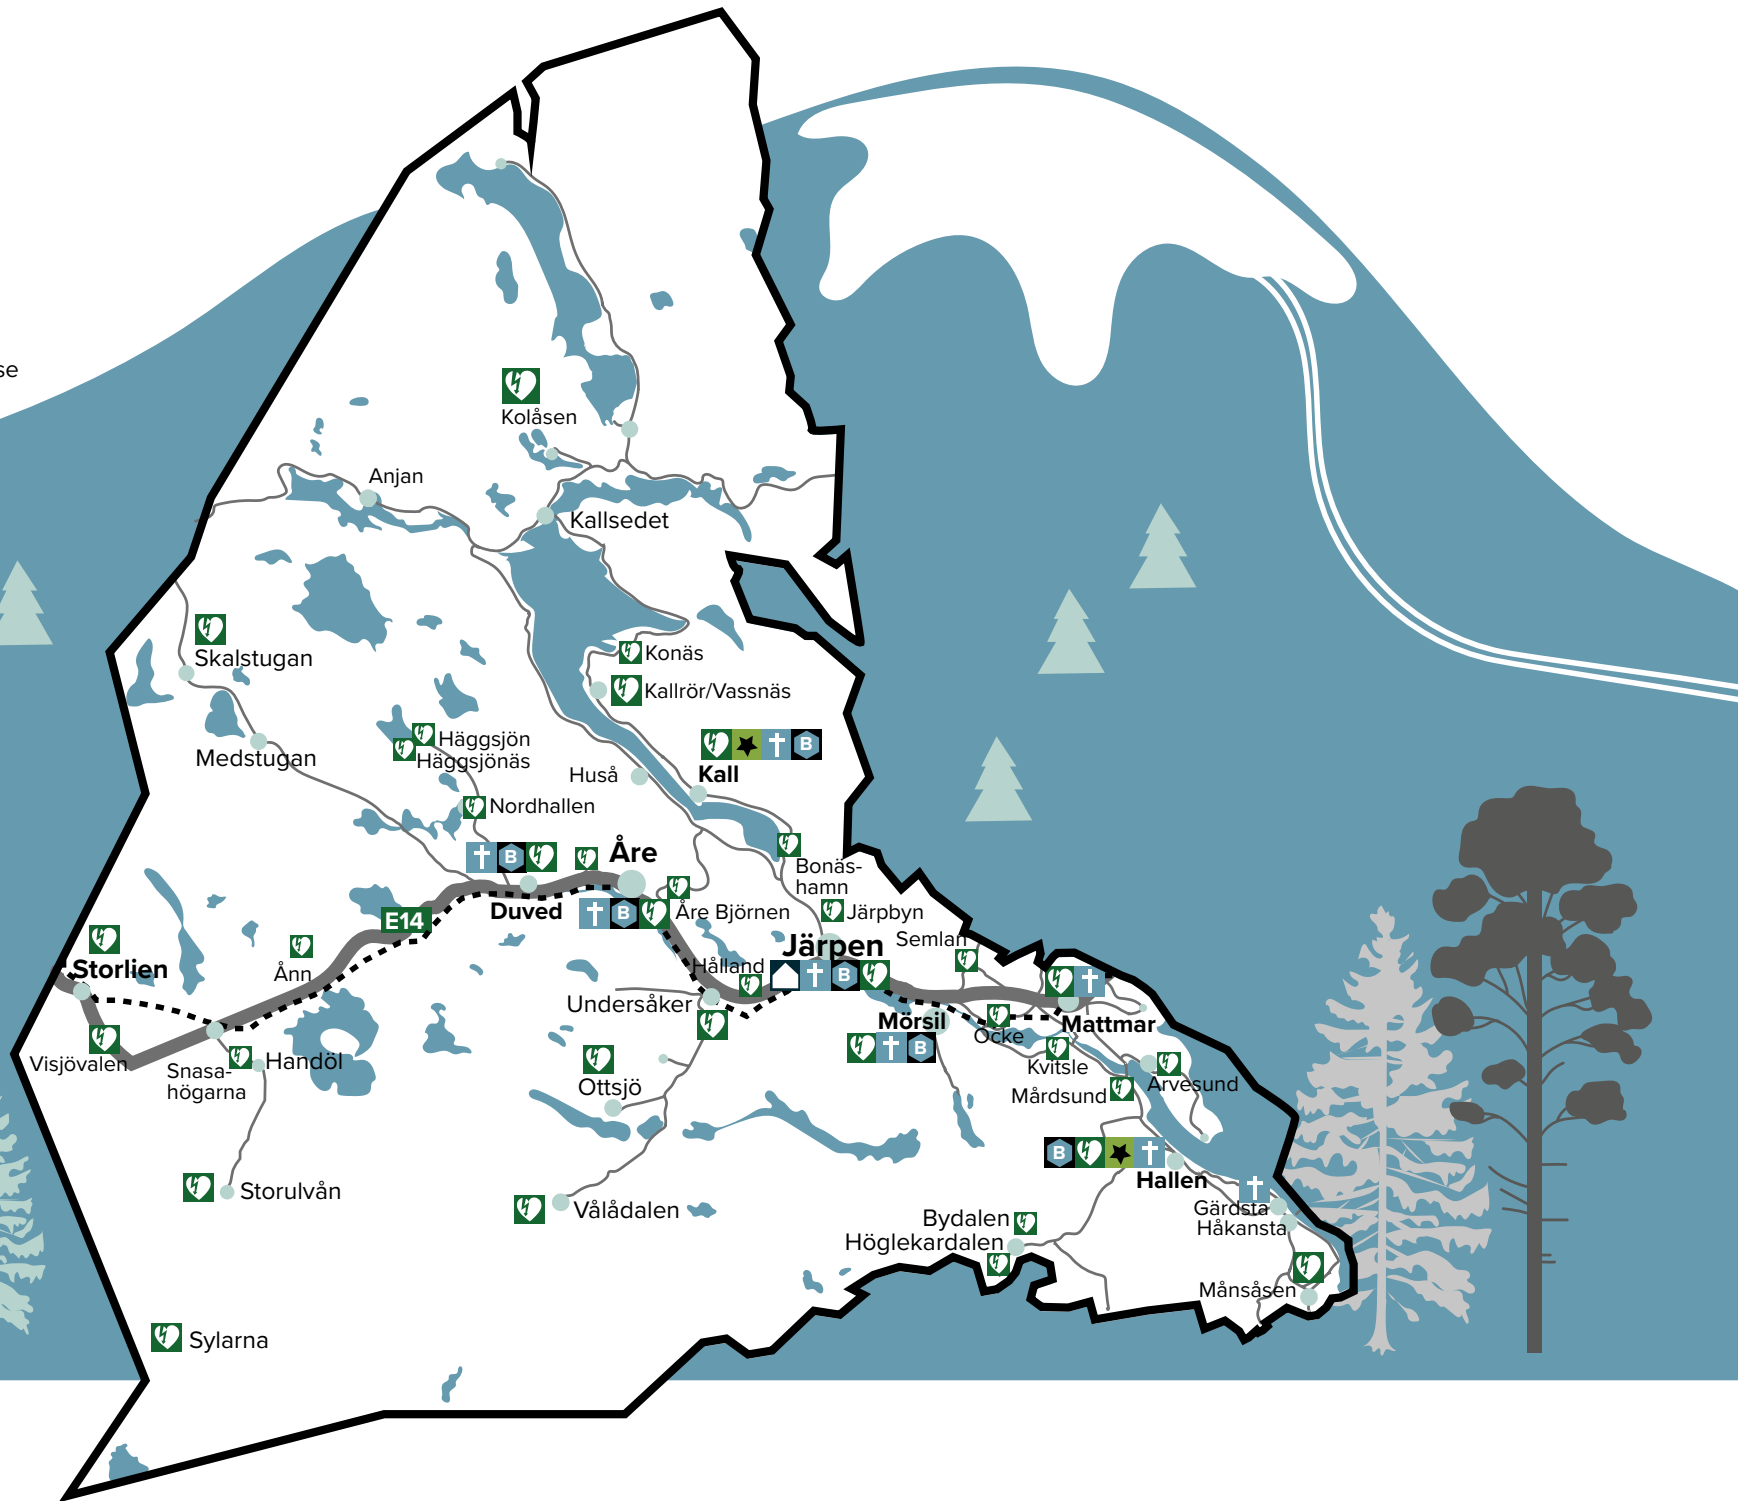 se
Kolåsen
Anjan
Kallsedet
Skalstugan
Konäs
Kallrör/Vassnäs
Häggsjön
Häggsjönäs
Medstugan
Huså
Kall
B
Nordhallen
B
Åre
Bonäs-
hamn
Duved
B
Åre Björnen
Järpbyn
E14
Järpen
Semlan
Storlien
Ånn
Hålland
B
Undersåker
Mörsil
B
Ocke
Mattmar
Visjövalen
Snasa-
högarna
Handöl
Kvitsle
Ottsjö
Mårdsund
Arvesund
B
Hallen
Storulvån
Vålådalen
Gärdsta
Håkansta
Bydalen
Höglekardalen
Månsåsen
Sylarna